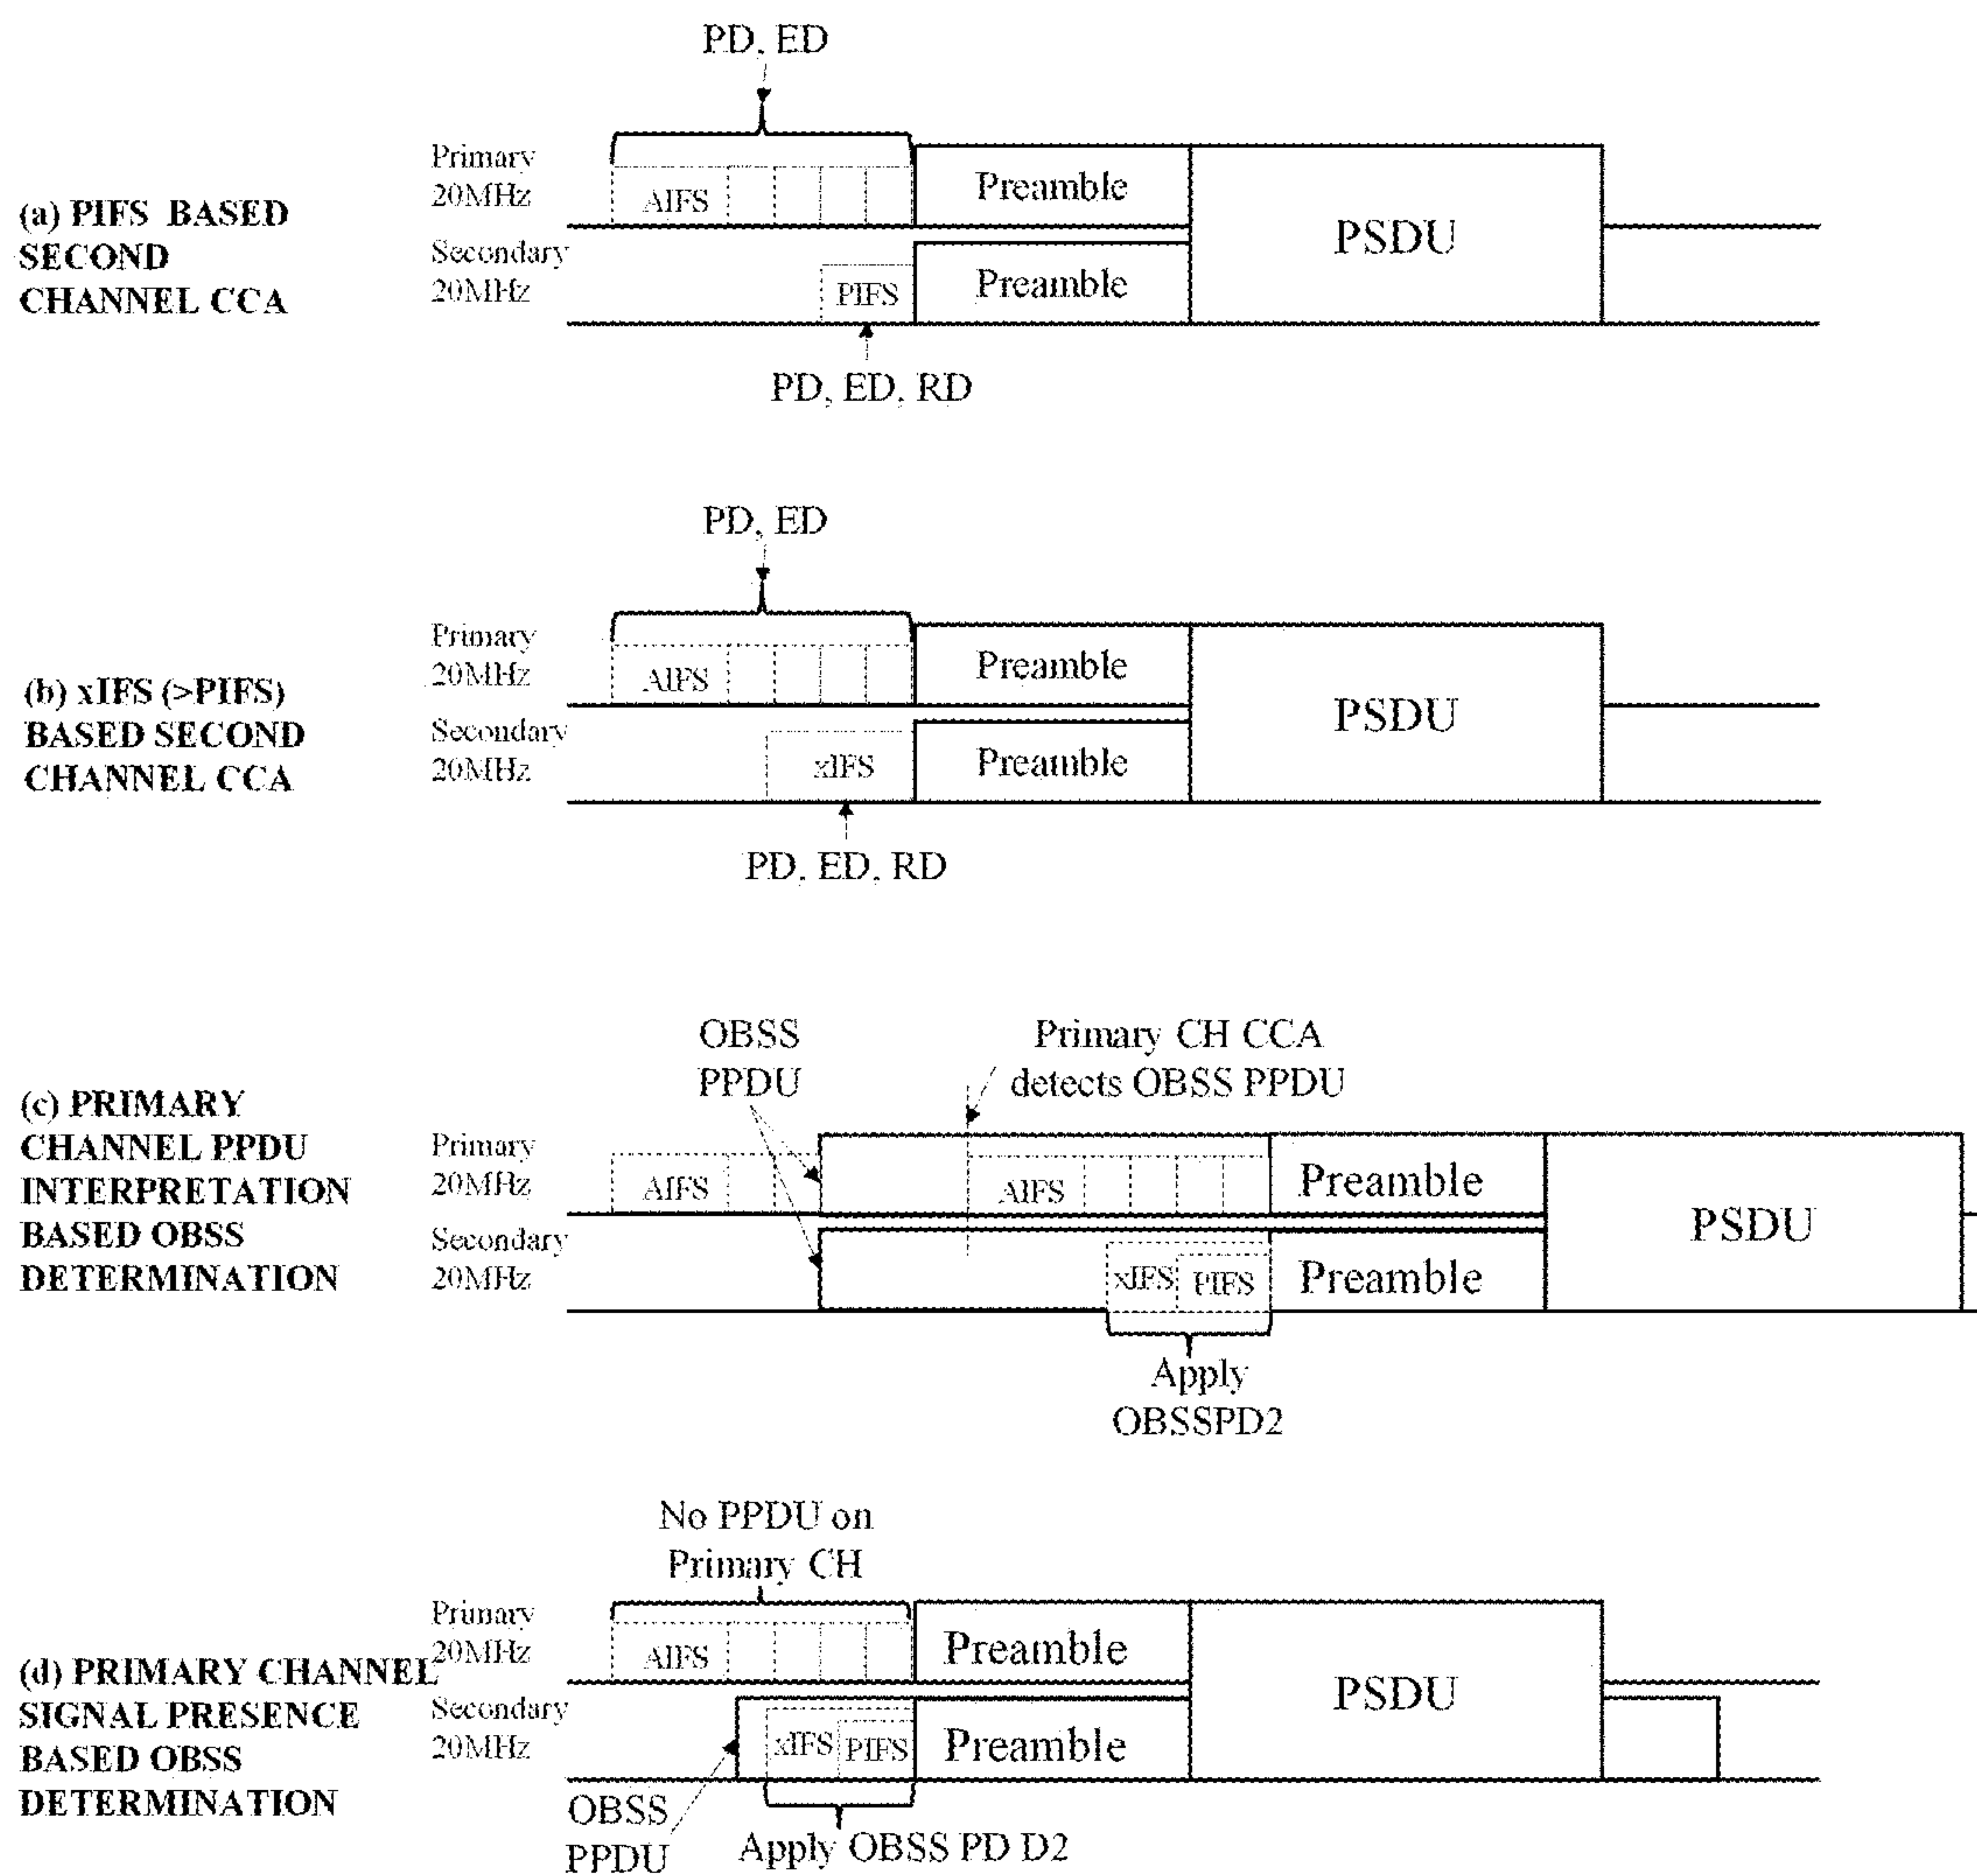 PD, ED
(a) PIFS BASED
SECOND
CHANNEL CCA
Primary
20MHz
AIFS
Preamble
PSDU
Secondary
20MHz
PIFS
Preamble
PD, ED, RD
PD, ED
(b) xIFS (>PIFS)
BASED SECOND
CHANNEL CCA
Primary
20MHz
AIFS
Preamble
PSDU
Secondary
20MHz
xIFS
Preamble
PD, ED, RD
OBSS
PPDU
Primary CH CCA
detects OBSS PPDU
(c) PRIMARY
CHANNEL PPDU
INTERPRETATION
BASED OBSS
DETERMINATION
Primary
20MHz
AIFS
AIFS
Preamble
PSDU
Secondary
20MHz
xIFS
PIFS
Preamble
Apply
OBSSPD2
No PPDU on
Primary CH
(d) PRIMARY CHANNEL
SIGNAL PRESENCE
BASED OBSS
DETERMINATION
Primary
20MHz
AIFS
Preamble
PSDU
Secondary
20MHz
xIFS
PIFS
Preamble
OBSS
PPDU
Apply OBSS PD D2